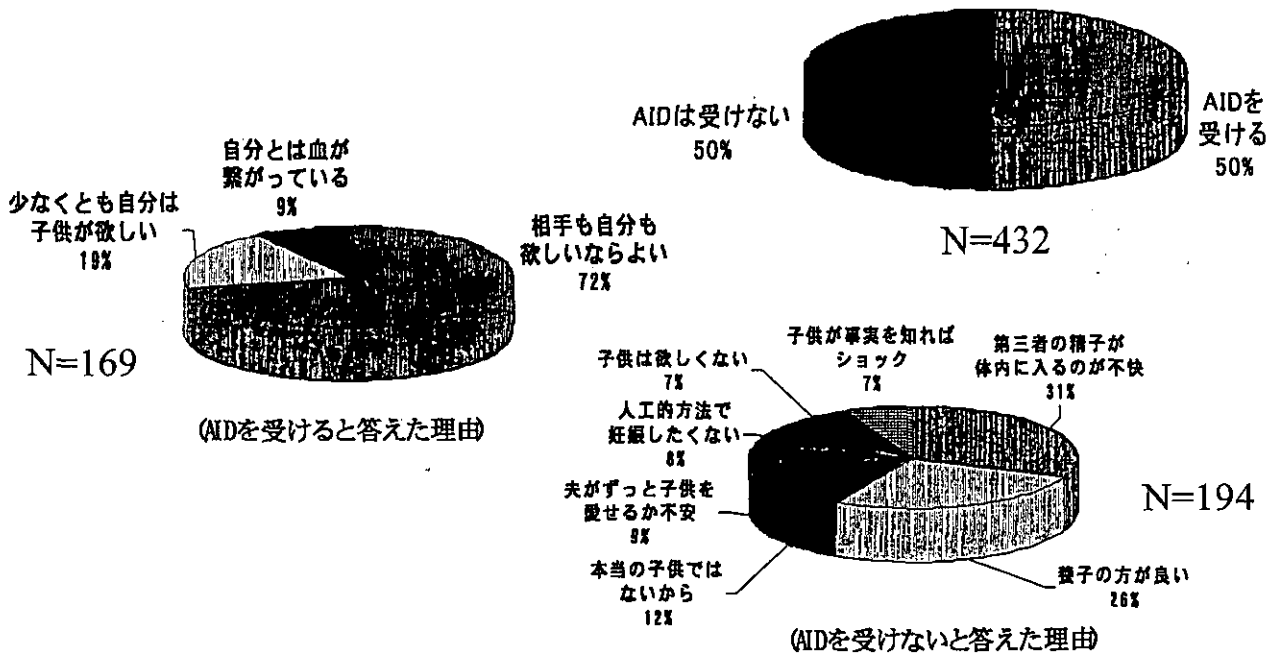 AIDは受けない
50%
AIDを
受ける
50%
N=432
自分とは血が
繋がっている
9%
少なくとも自分は
子供が欲しい
19%
相手も自分も
欲しいならよい
72%
N=169
(AIDを受けると答えた理由)
子供は欲しくない
7%
子供が事実を知れば
ショック
7%
第三者の精子が
体内に入るのが不快
31%
人工的方法で
妊娠したくない
8%
夫がずっと子供を
愛せるか不安
9%
本当の子供では
ないから
12%
養子の方が良い
26%
N=194
(AIDを受けないと答えた理由)